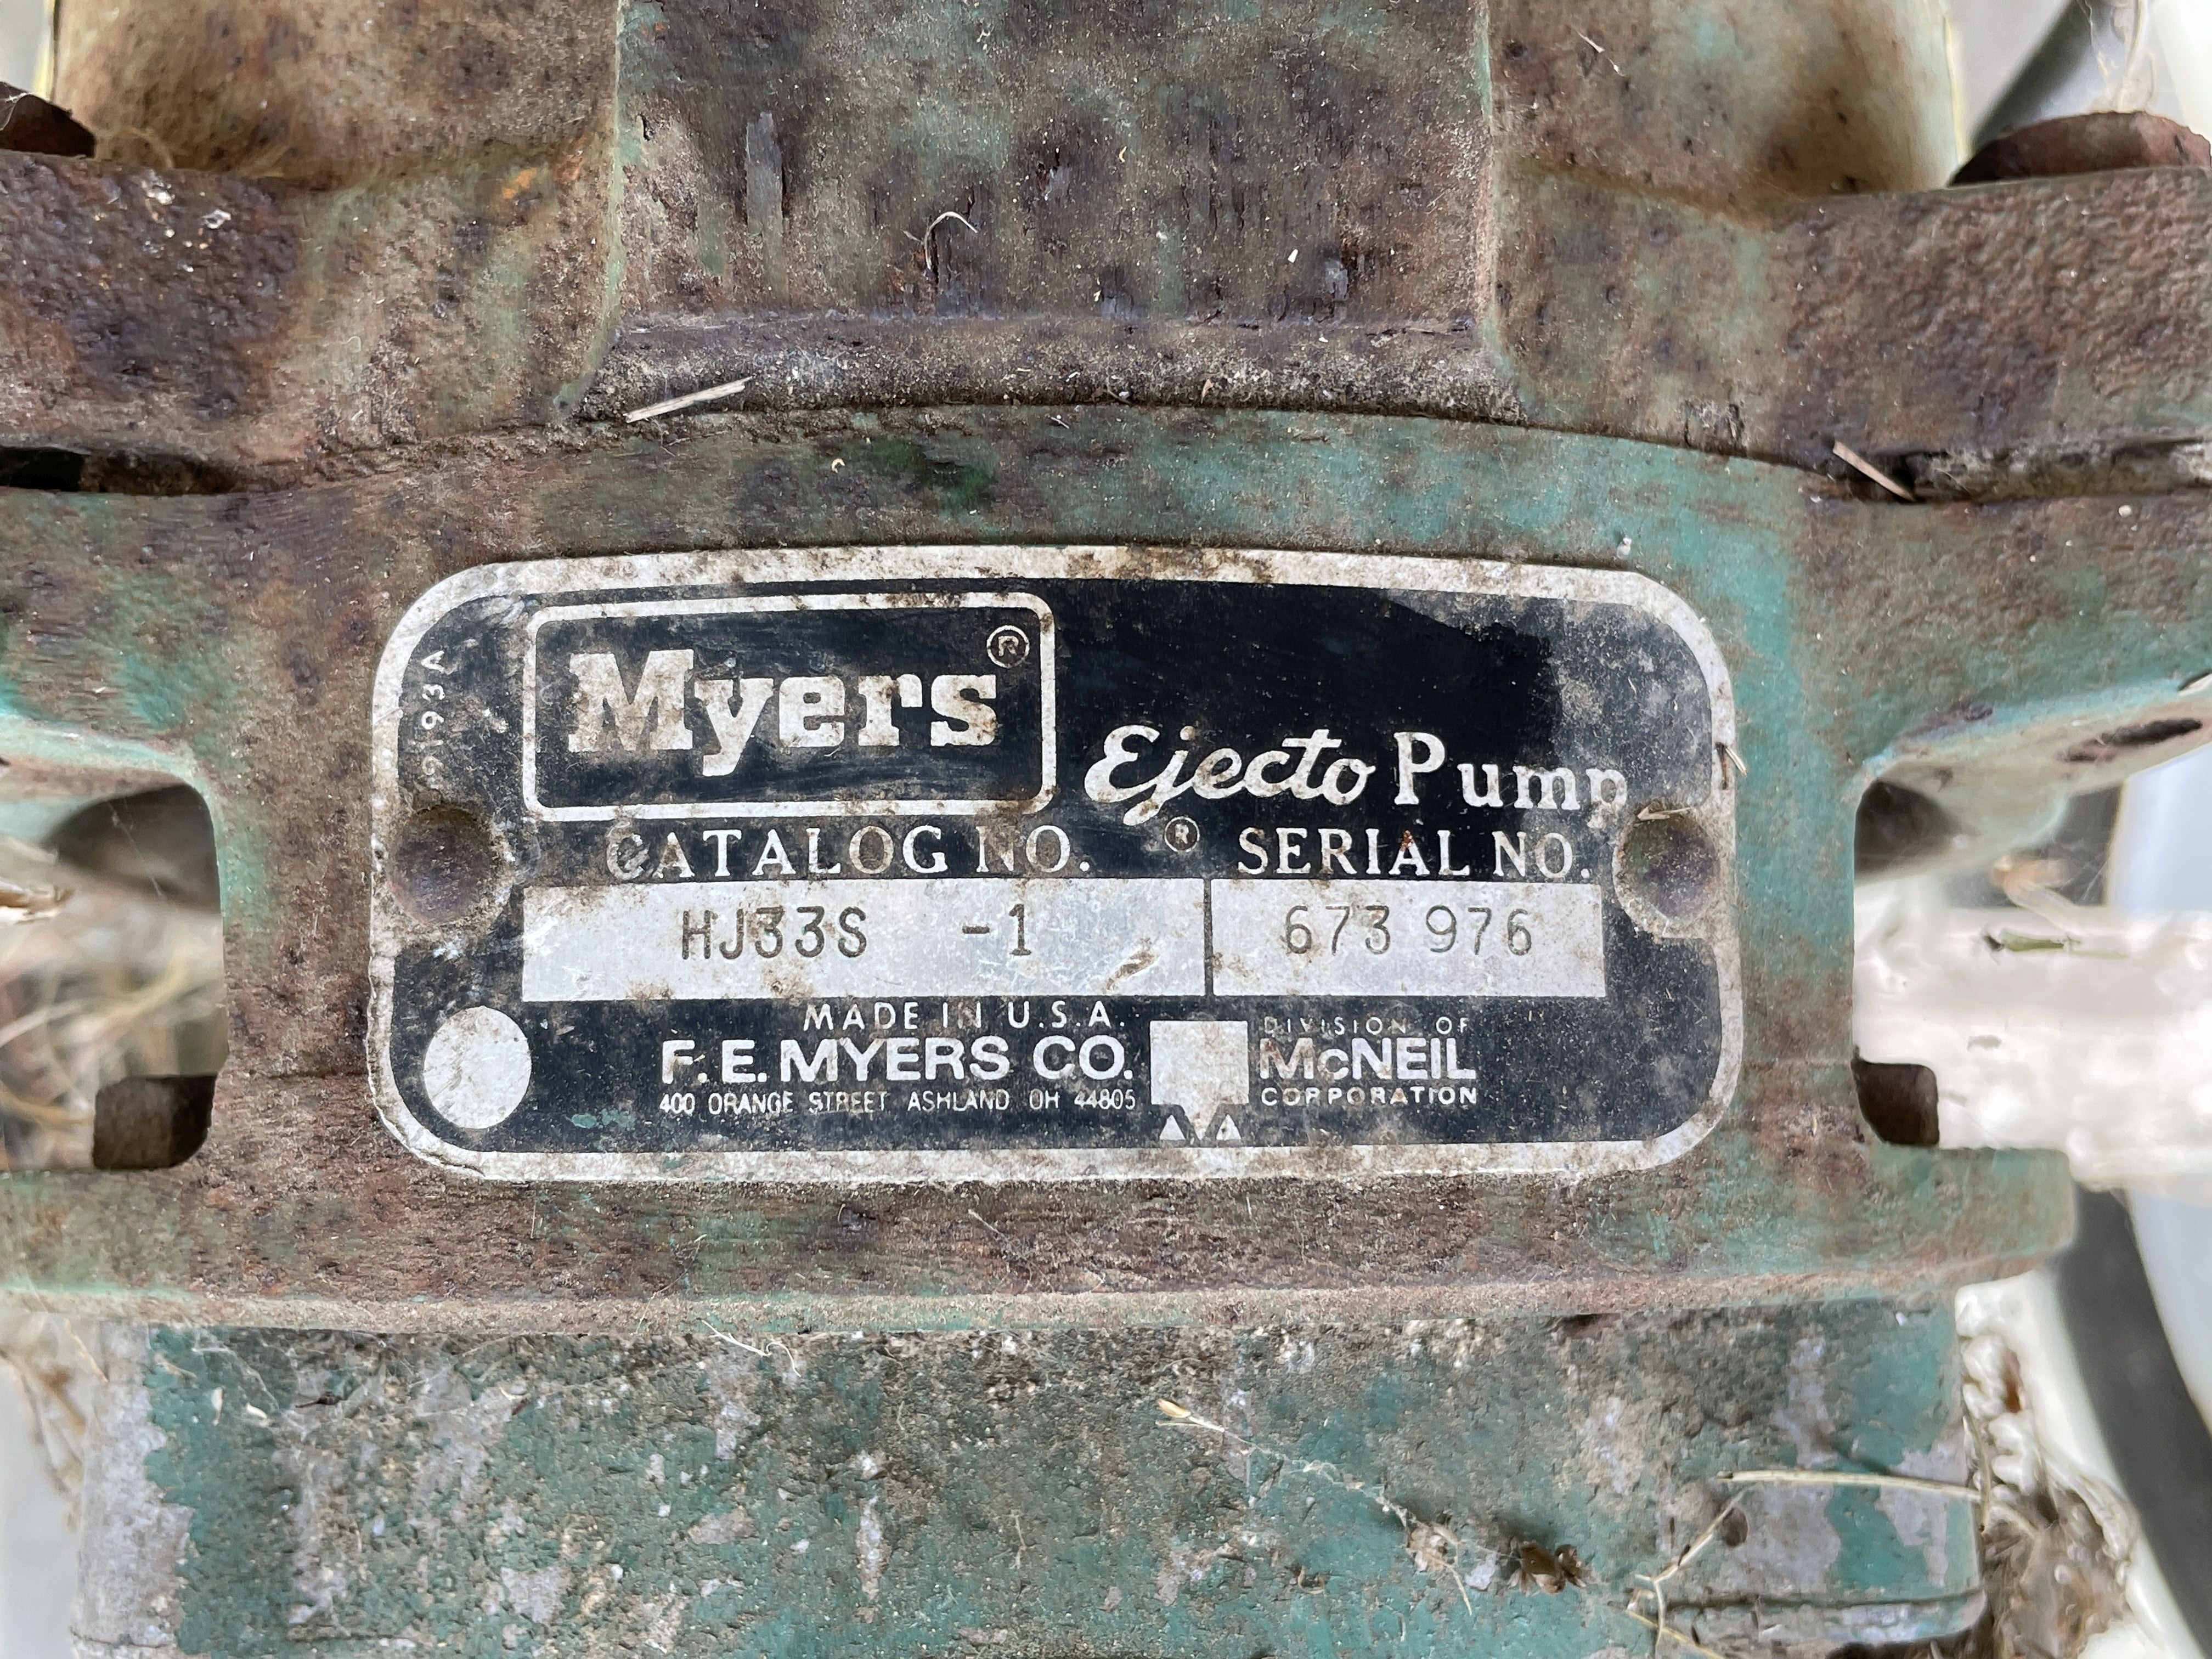 Myers®
Ejecto Pump
®
CATALOG NO. SERIAL NO.
HJ33S -1 673 976
MADE IN U.S.A.
F. E. MYERS CO.
400 ORANGE STREET ASHLAND OH 44805
DIVISION OF
McNEIL
CORPORATION